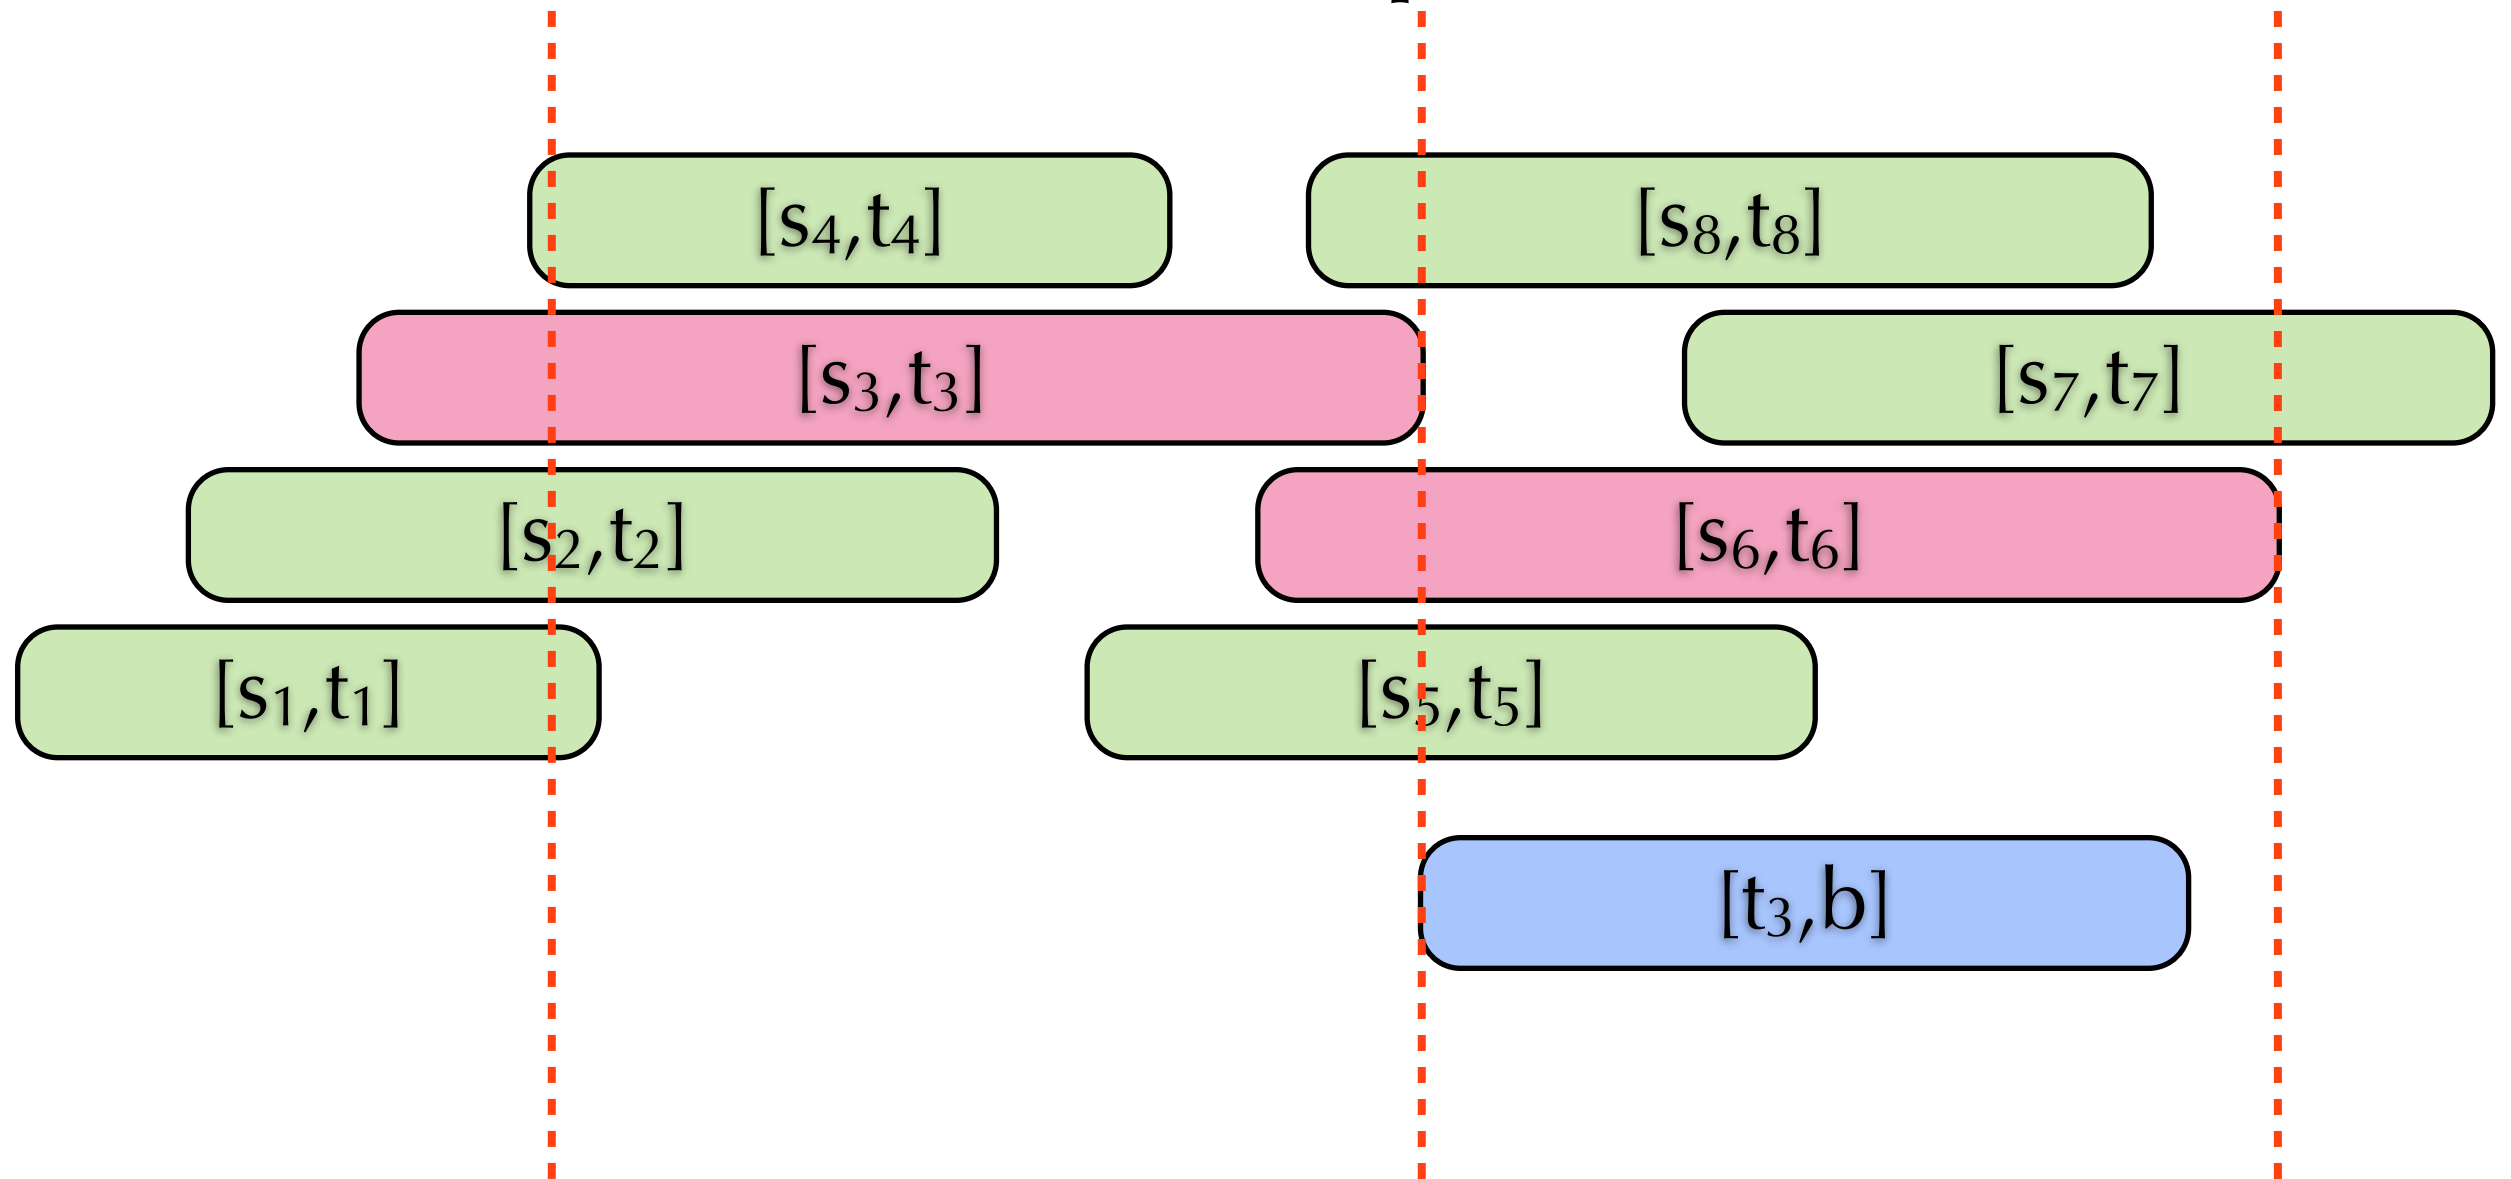 [s₄,t₄] [s₈,t₈]
[s₃,t₃] [s₇,t₇]
[s₂,t₂] [s₆,t₆]
[s₁,t₁] [s₅,t₅]
[t₃,b]